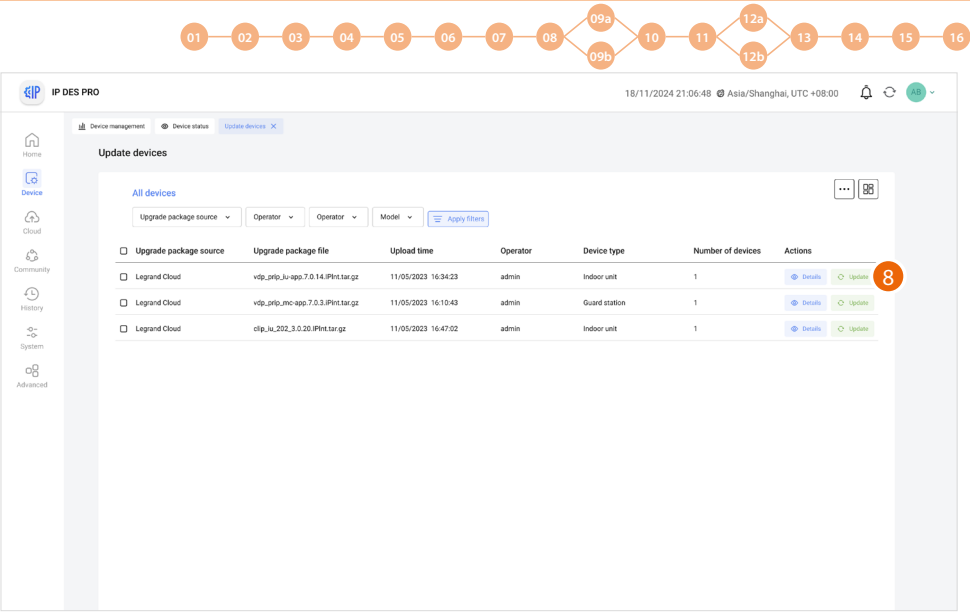 09a 12a
01 02 03 04 05 06 07 08 10 11 13 14 15 16
09b 12b
IP IP DES PRO 18/11/2024 21:06:48 Asia/Shanghai, UTC +08:00 AB
Device management Device status Update devices X
Home
Update devices
Device
All devices
Cloud
Upgrade package source Operator Operator Model Apply filters
Community
Upgrade package source Upgrade package file Upload time Operator Device type Number of devices Actions
Legrand Cloud vdp_prip_iu-app.7.0.14.IPInt.tar.gz 11/05/2023 16:34:23 admin Indoor unit 1 Details Update 8
History
Legrand Cloud vdp_prip_mc-app.7.0.3.IPInt.tar.gz 11/05/2023 16:10:43 admin Guard station 1 Details Update
Legrand Cloud clip_iu_202_3.0.20.IPInt.tar.gz 11/05/2023 16:47:02 admin Indoor unit 1 Details Update
System
Advanced